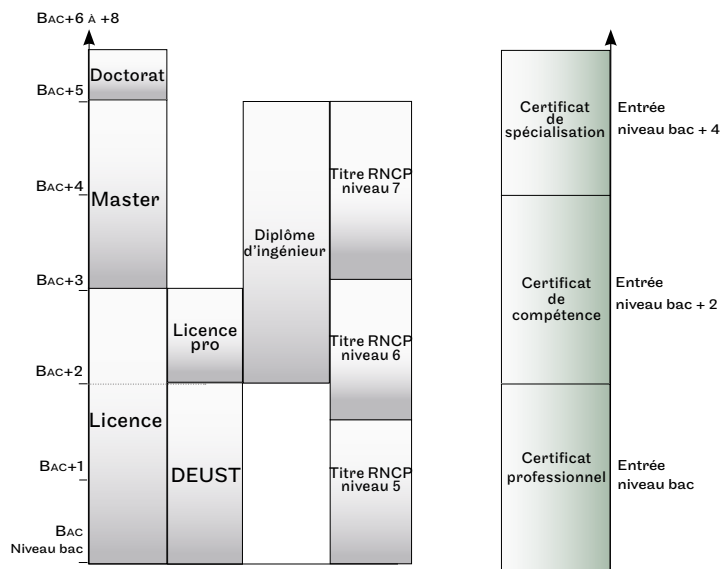 BAC+6 À +8
Doctorat
BAC+5
BAC+4
Master
BAC+3
BAC+2
Licence
BAC+1
BAC
Niveau bac
Licence
pro
DEUST
Diplôme
d'ingénieur
Titre RNCP
niveau 7
Titre RNCP
niveau 6
Titre RNCP
niveau 5
Certificat
de
spécialisation
Entrée
niveau bac + 4
Certificat
de
compétence
Entrée
niveau bac + 2
Certificat
professionnel
Entrée
niveau bac